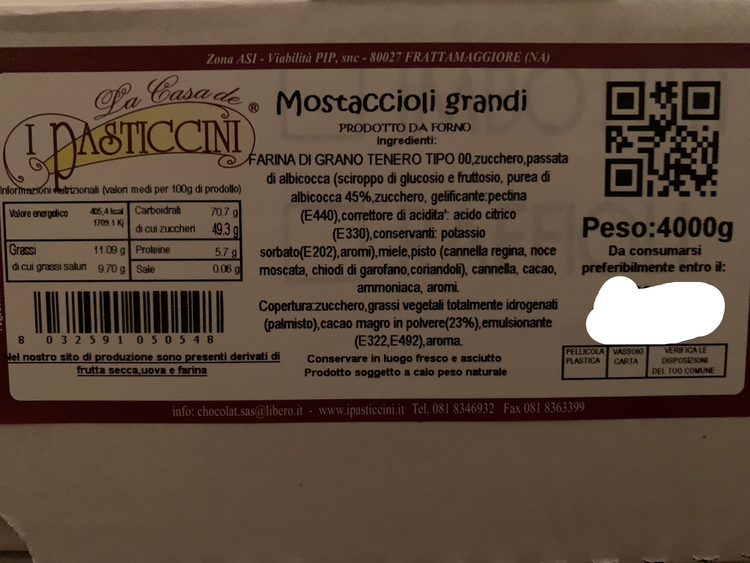 Zona ASI - Viabilità PIP, snc - 80027 FRATTAMAGGIORE (NA)
La Casa de
I PASTICCINI ®
Mostaccioli grandi
PRODOTTO DA FORNO
Ingredienti:
FARINA DI GRANO TENERO TIPO 00,zucchero,passata
di albicocca (sciroppo di glucosio e fruttosio, purea di
albicocca 45%,zucchero, gelificante:pectina
(E440),correttore di acidita': acido citrico
(E330),conservanti: potassio
sorbato(E202),aromi),miele,pisto (cannella regina, noce
moscata, chiodi di garofano,coriandoli), cannella, cacao,
ammoniaca, aromi.
Copertura:zucchero,grassi vegetali totalmente idrogenati
(palmisto),cacao magro in polvere(23%),emulsionante
(E322,E492),aroma.
Conservare in luogo fresco e asciutto
Prodotto soggetto a calo peso naturale
Informazioni nutrizionali (valori medi per 100g di prodotto)
Valore energetico 405,4 kcal
1709.1 Kj
Carboidrati 70.7 g
di cui zuccheri 49.3 g
Grassi 11.09 g
di cui grassi saturi 9.70 g
Proteine 5.7 g
Sale 0.06 g
8 032591 050548
Nel nostro sito di produzione sono presenti derivati di
frutta secca,uova e farina
Peso:4000g
Da consumarsi
preferibilmente entro il:
PELLICOLA PLASTICA
VASSOIO CARTA
VERIFICA LE
DISPOSIZIONI
DEL TUO COMUNE
info: chocolat.sas@libero.it - www.ipasticcini.it Tel. 081 8346932 Fax 081 8363399